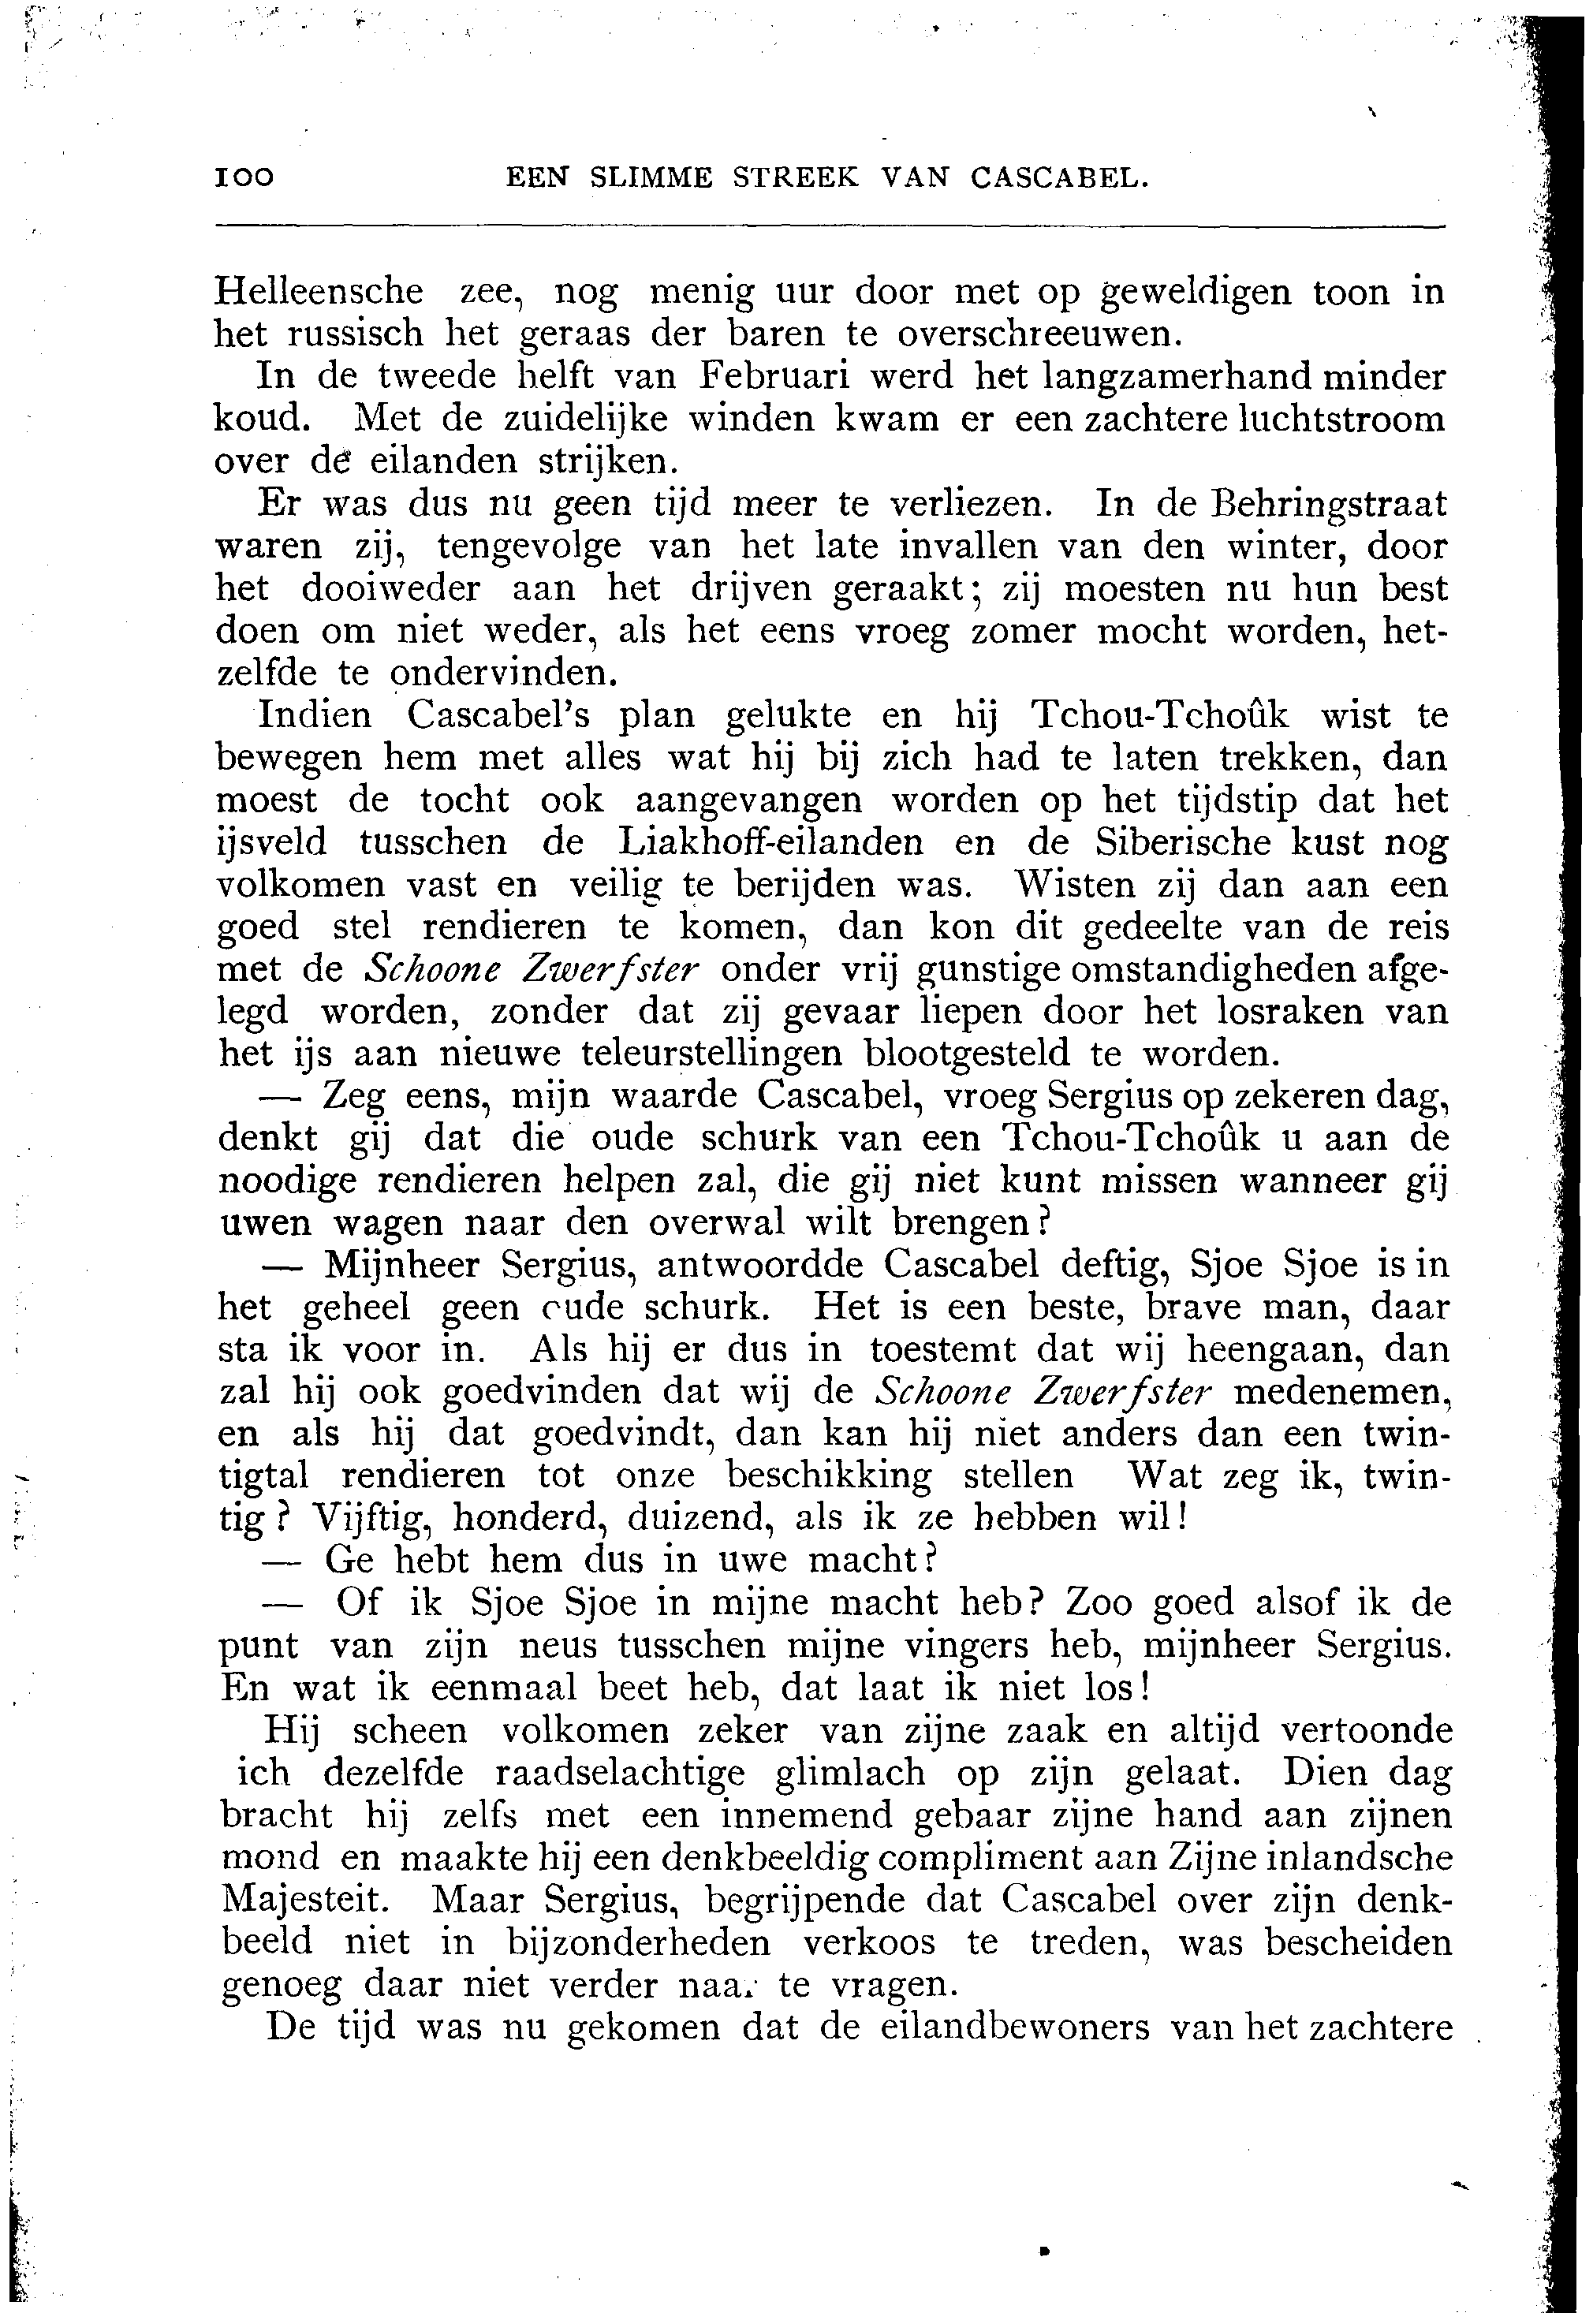 100 EEN SLIMME STREEK VAN CASCABEL.
Helleensche zee, nog menig uur door met op geweldigen toon in
het russisch het geraas der baren te overschreeuwen.
In de tweede helft van Februari werd het langzamerhand minder
koud. Met de zuidelijke winden kwam er een zachtere luchtstroom
over de eilanden strijken.
Er was dus nu geen tijd meer te verliezen. In de Behringstraat
waren zij, tengevolge van het late invallen van den winter, door
het dooiweder aan het drijven geraakt; zij moesten nu hun best
doen om niet weder, als het eens vroeg zomer mocht worden, het-
zelfde te ondervinden.
Indien Cascabel's plan gelukte en hij Tchou-Tchoûk wist te
bewegen hem met alles wat hij bij zich had te laten trekken, dan
moest de tocht ook aangevangen worden op het tijdstip dat het
ijsveld tusschen de Liakhoff-eilanden en de Siberische kust nog
volkomen vast en veilig te berijden was. Wisten zij dan aan een
goed stel rendieren te komen, dan kon dit gedeelte van de reis
met de Schoone Zwerfster onder vrij gunstige omstandigheden afge-
legd worden, zonder dat zij gevaar liepen door het losraken van
het ijs aan nieuwe teleurstellingen blootgesteld te worden.
— Zeg eens, mijn waarde Cascabel, vroeg Sergius op zekeren dag,
denkt gij dat die oude schurk van een Tchou-Tchoûk u aan de
noodige rendieren helpen zal, die gij niet kunt missen wanneer gij
uwen wagen naar den overwal wilt brengen?
— Mijnheer Sergius, antwoordde Cascabel deftig, Sjoe Sjoe is in
het geheel geen oude schurk. Het is een beste, brave man, daar
sta ik voor in. Als hij er dus in toestemt dat wij heengaan, dan
zal hij ook goedvinden dat wij de Schoone Zwerfster medenemen,
en als hij dat goedvindt, dan kan hij niet anders dan een twin-
tigtal rendieren tot onze beschikking stellen Wat zeg ik, twin-
tig? Vijftig, honderd, duizend, als ik ze hebben wil!
— Ge hebt hem dus in uwe macht?
— Of ik Sjoe Sjoe in mijne macht heb? Zoo goed alsof ik de
punt van zijn neus tusschen mijne vingers heb, mijnheer Sergius.
En wat ik eenmaal beet heb, dat laat ik niet los!
Hij scheen volkomen zeker van zijne zaak en altijd vertoonde
ich dezelfde raadselachtige glimlach op zijn gelaat. Dien dag
bracht hij zelfs met een innemend gebaar zijne hand aan zijnen
mond en maakte hij een denkbeeldig compliment aan Zijne inlandsche
Majesteit. Maar Sergius, begrijpende dat Cascabel over zijn denk-
beeld niet in bijzonderheden verkoos te treden, was bescheiden
genoeg daar niet verder naar te vragen.
De tijd was nu gekomen dat de eilandbewoners van het zachtere